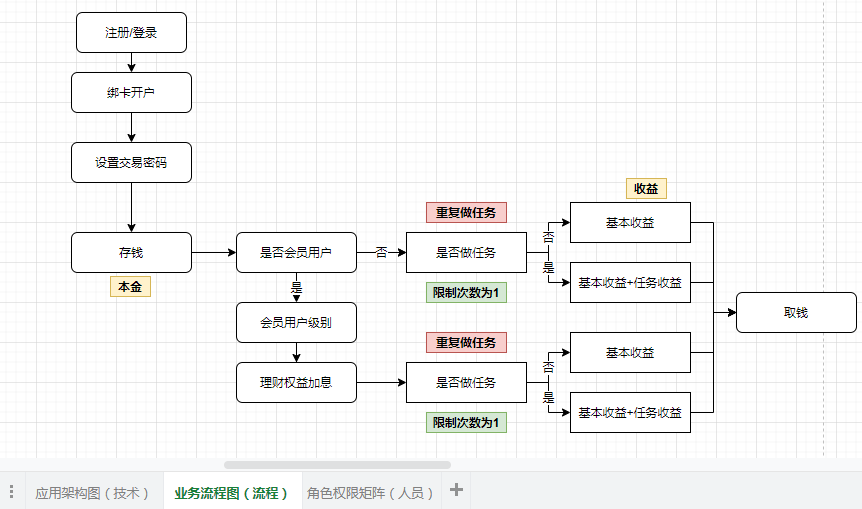 注册/登录
绑卡开户
设置交易密码
存钱
本金
是否会员用户
否
是
会员用户级别
理财权益加息
重复做任务
是否做任务
限制次数为1
否
是
收益
基本收益
基本收益+任务收益
重复做任务
是否做任务
限制次数为1
否
是
基本收益
基本收益+任务收益
取钱
应用架构图（技术）
业务流程图（流程）
角色权限矩阵（人员）